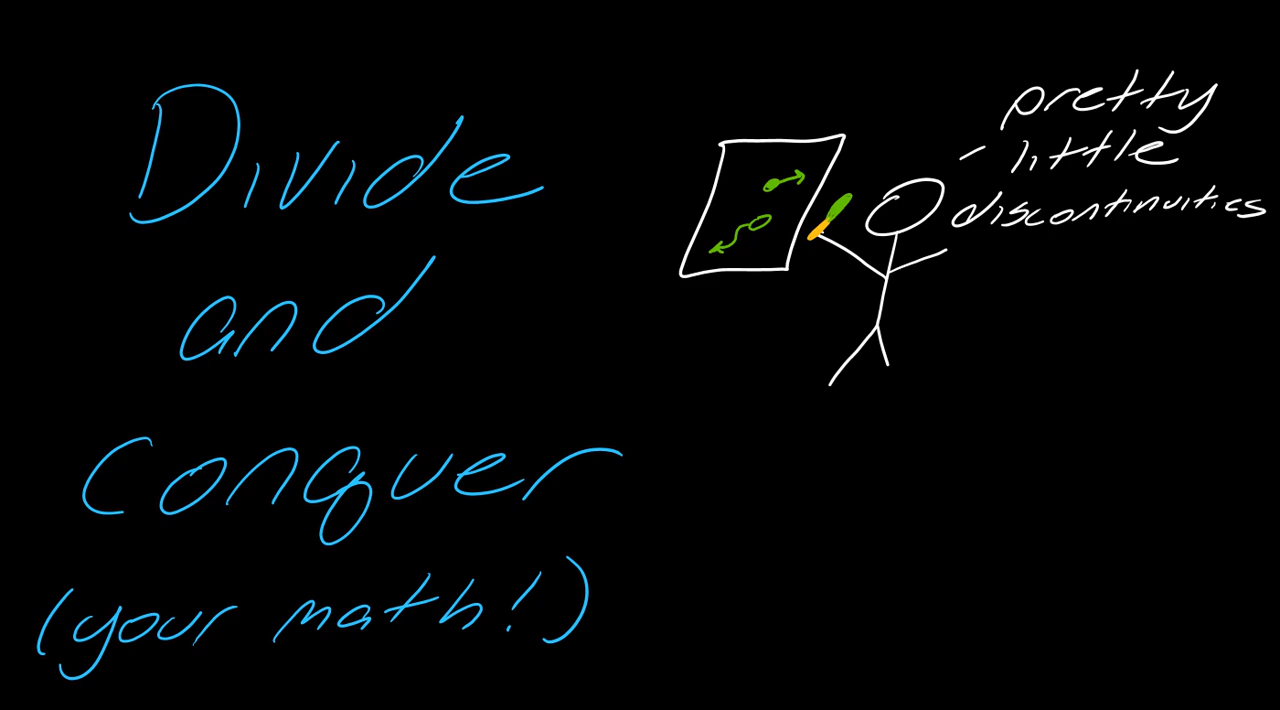 Divide
and
Conquer
(your math!)
pretty
little
discontinuities